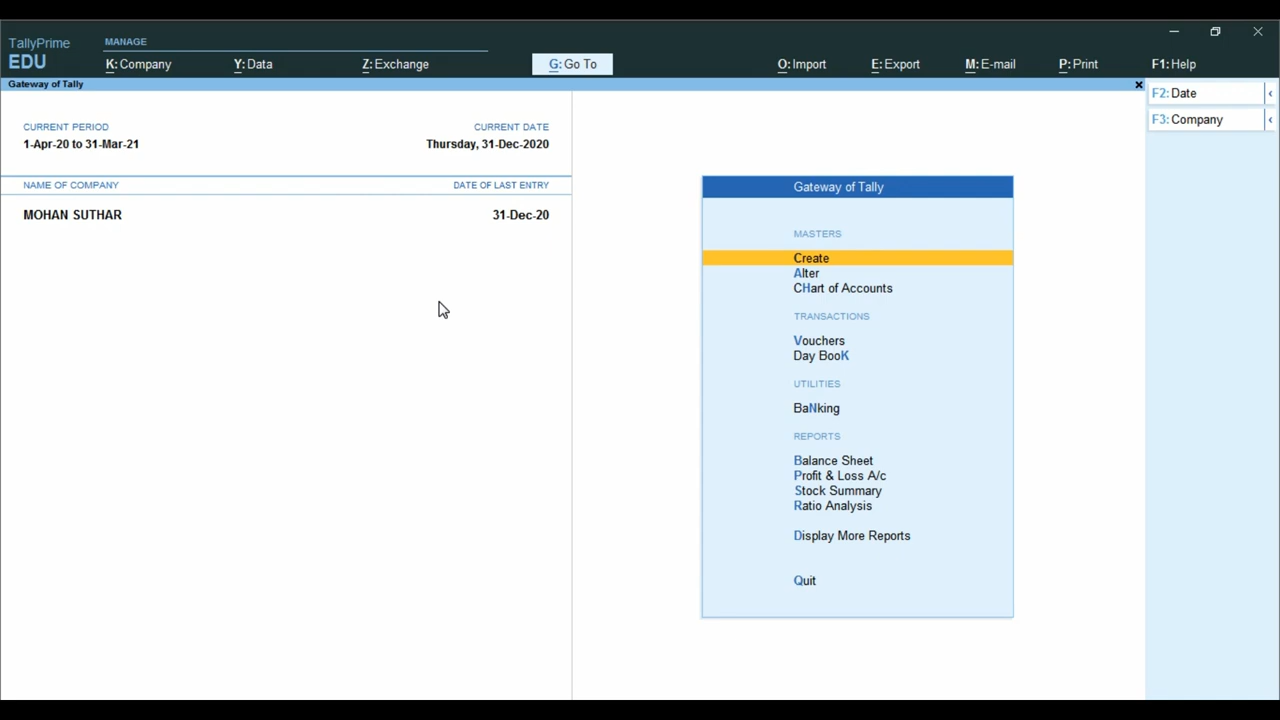 TallyPrime
EDU
MANAGE
K: Company
Y: Data
Z: Exchange
G: Go To
O: Import
E: Export
M: E-mail
P: Print
F1: Help
Gateway of Tally
F2: Date
F3: Company
CURRENT PERIOD
CURRENT DATE
1-Apr-20 to 31-Mar-21
Thursday, 31-Dec-2020
NAME OF COMPANY
DATE OF LAST ENTRY
MOHAN SUTHAR
31-Dec-20
Gateway of Tally
MASTERS
Create
Alter
CHart of Accounts
TRANSACTIONS
Vouchers
Day BooK
UTILITIES
BaNking
REPORTS
Balance Sheet
Profit & Loss A/c
Stock Summary
Ratio Analysis
Display More Reports
Quit